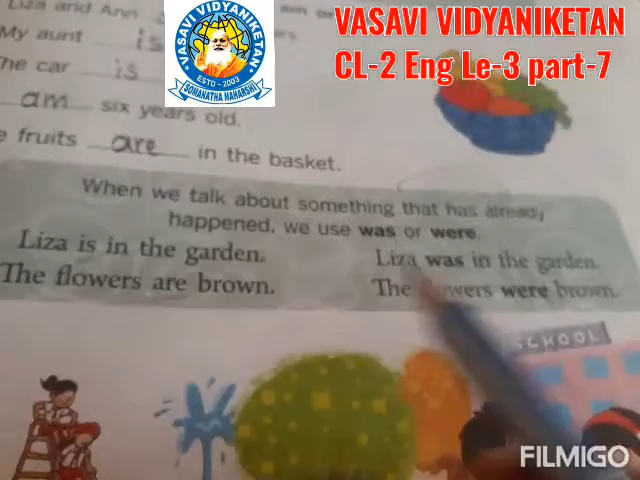 Liza and Ann
am
VASAVI VIDYANIKETAN
CL-2 Eng Le-3 part-7
VASAVI VIDYANIKETAN
ESTD - 2003
SOMANATHA MAHARSHI
My aunt is
The car is
am six years old.
fruits are in the basket.
When we talk about something that has already
happened, we use was or were.
Liza is in the garden.
Liza was in the garden.
The flowers are brown.
The were brown.
SCHOOL
FILMIGO